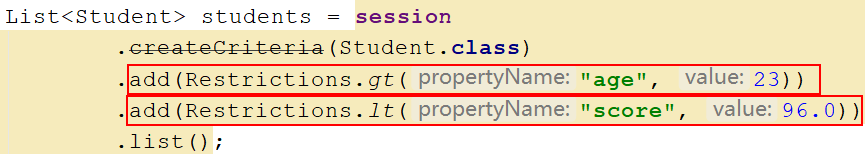 List<Student> students = session
.createCriteria(Student.class)
.add(Restrictions.gt( propertyName: "age", value: 23))
.add(Restrictions.lt( propertyName: "score", value: 96.0))
.list();